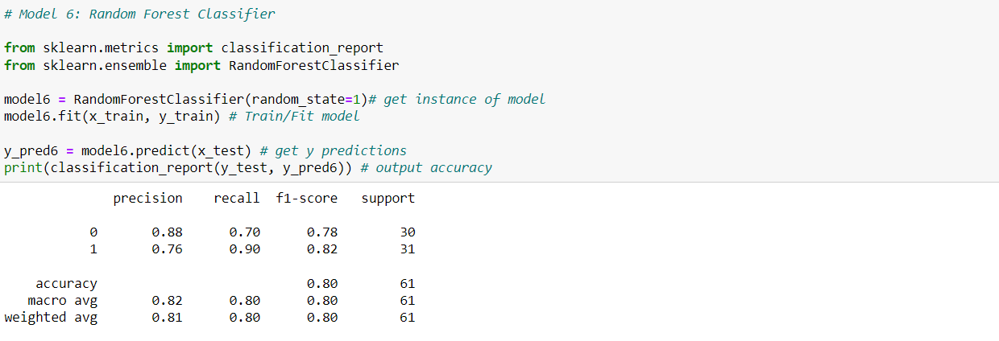 # Model 6: Random Forest Classifier
from sklearn.metrics import classification_report
from sklearn.ensemble import RandomForestClassifier
model6 = RandomForestClassifier(random_state=1)# get instance of model
model6.fit(x_train, y_train) # Train/Fit model
y_pred6 = model6.predict(x_test) # get y predictions
print(classification_report(y_test, y_pred6)) # output accuracy
precision recall f1-score support
0 0.88 0.70 0.78 30
1 0.76 0.90 0.82 31
accuracy 0.80 61
macro avg 0.82 0.80 0.80 61
weighted avg 0.81 0.80 0.80 61